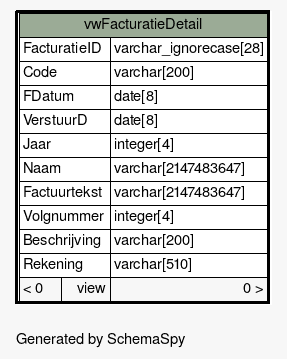 vwFacturatieDetail
FacturatieID varchar_ignorecase[28]
Code varchar[200]
FDatum date[8]
VerstuurD date[8]
Jaar integer[4]
Naam varchar[2147483647]
Factuurtekst varchar[2147483647]
Volgnummer integer[4]
Beschrijving varchar[200]
Rekening varchar[510]
< 0 view 0 >
Generated by SchemaSpy